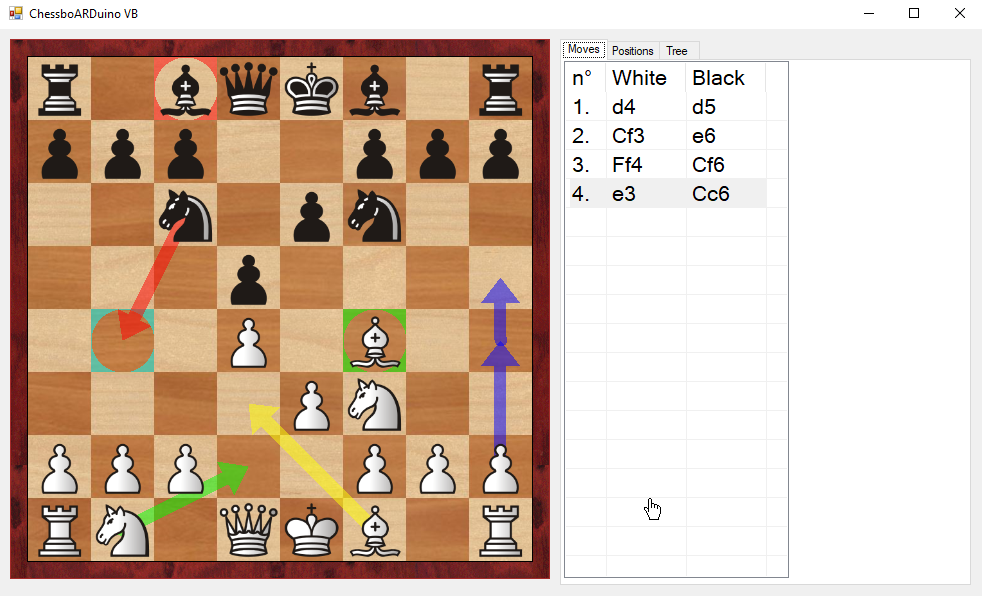 ChessboARDuino VB
Moves Positions Tree
n° White Black
1. d4 d5
2. Cf3 e6
3. Ff4 Cf6
4. e3 Cc6